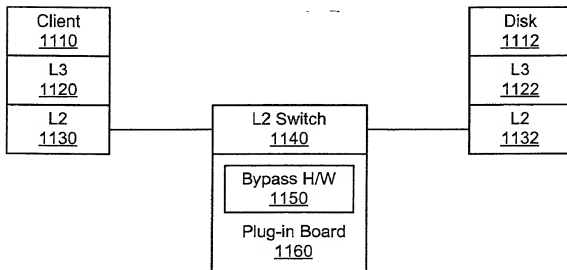 Client
1110
L3
1120
L2
1130
L2 Switch
1140
Bypass H/W
1150
Plug-in Board
1160
Disk
1112
L3
1122
L2
1132